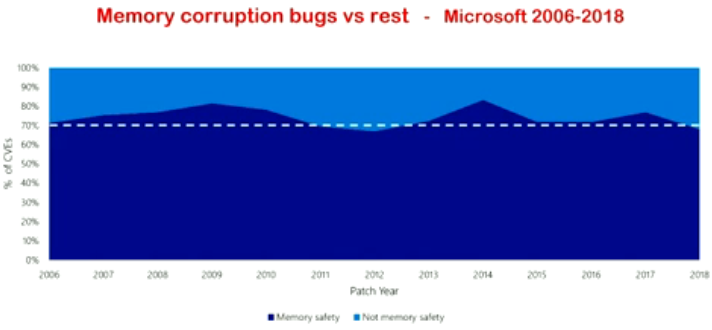 Memory corruption bugs vs rest - Microsoft 2006-2018
100%
90%
80%
70%
60%
50%
40%
30%
20%
10%
0%
% of CVEs
2006 2007 2008 2009 2010 2011 2012 2013 2014 2015 2016 2017 2018
Patch Year
Memory safety Not memory safety